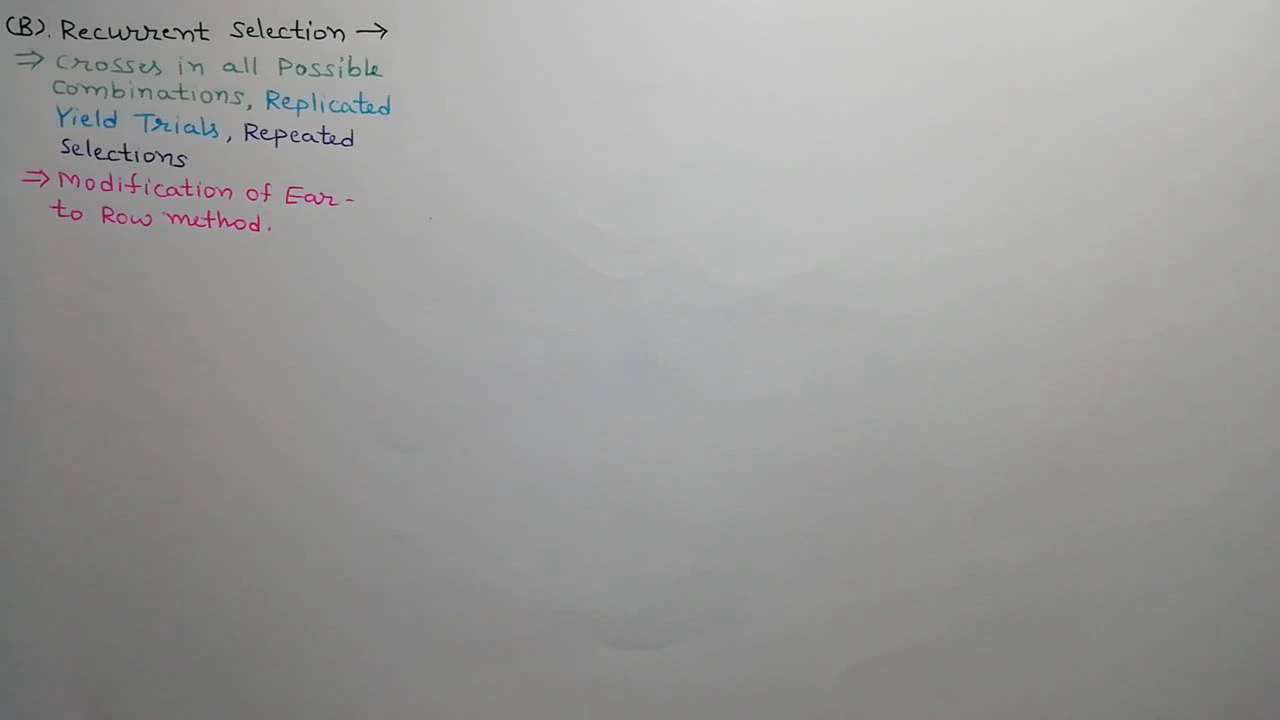 (B). Recurrent Selection →
⇒ Crosses in all Possible
Combinations, Replicated
Yield Trials, Repeated
Selections
⇒ Modification of Ear-
to Row method.